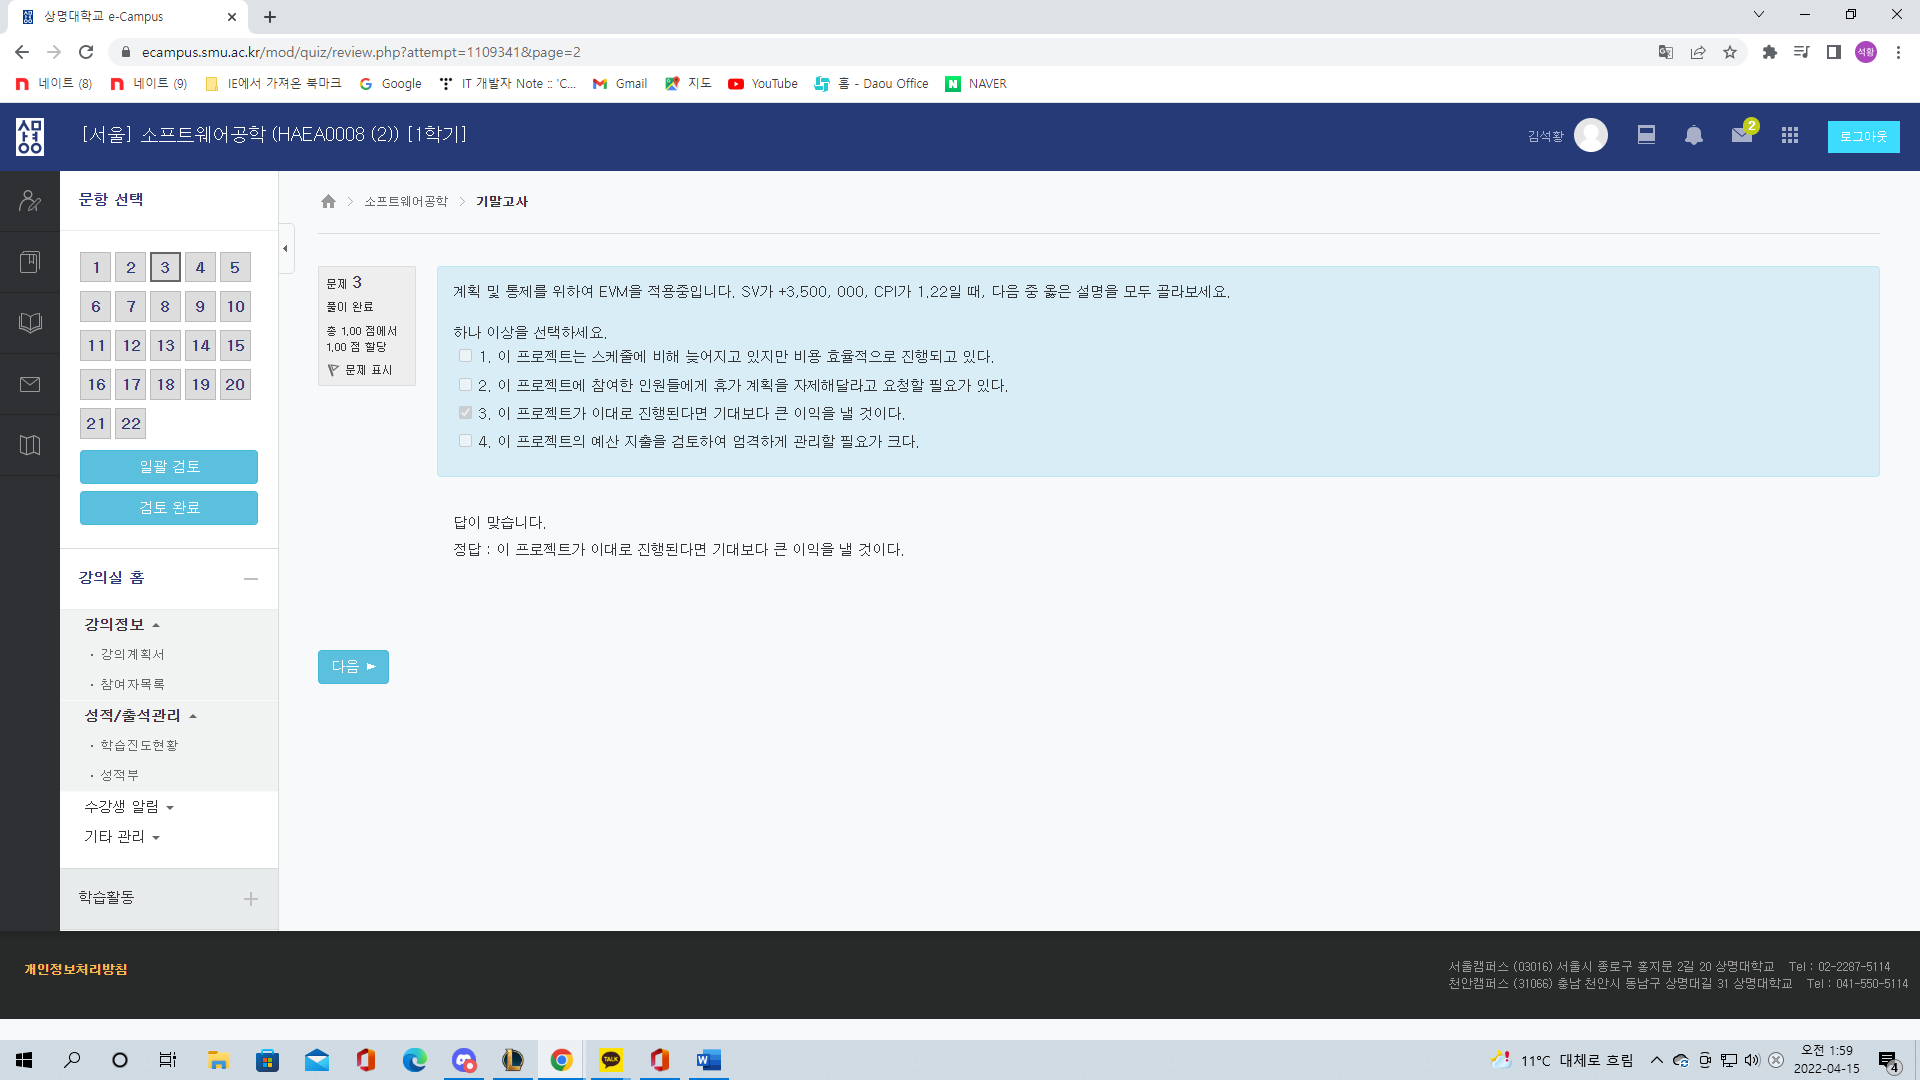 상명대학교 e-Campus
ecampus.smu.ac.kr/mod/quiz/review.php?attempt=1109341&page=2
석황
네이트 (8)
네이트 (9)
IE에서 가져온 북마크
Google
IT 개발자 Note :: 'C...
Gmail
지도
YouTube
홈 - Daou Office
NAVER
상명
[서울] 소프트웨어공학 (HAEA0008 (2)) [1학기]
김석황
2
로그아웃
문항 선택
1 2 3 4 5
6 7 8 9 10
11 12 13 14 15
16 17 18 19 20
21 22
일괄 검토
검토 완료
강의실 홈
강의정보
· 강의계획서
· 참여자목록
성적/출석관리
· 학습진도현황
· 성적부
수강생 알림
기타 관리
학습활동
소프트웨어공학
기말고사
문제 3
풀이 완료
총 1.00 점에서
1.00 점 할당
문제 표시
계획 및 통제를 위하여 EVM을 적용중입니다. SV가 +3,500, 000, CPI가 1.22일 때, 다음 중 옳은 설명을 모두 골라보세요.
하나 이상을 선택하세요.
1. 이 프로젝트는 스케줄에 비해 늦어지고 있지만 비용 효율적으로 진행되고 있다.
2. 이 프로젝트에 참여한 인원들에게 휴가 계획을 자제해달라고 요청할 필요가 있다.
3. 이 프로젝트가 이대로 진행된다면 기대보다 큰 이익을 낼 것이다.
4. 이 프로젝트의 예산 지출을 검토하여 엄격하게 관리할 필요가 크다.
답이 맞습니다.
정답 : 이 프로젝트가 이대로 진행된다면 기대보다 큰 이익을 낼 것이다.
다음 ►
개인정보처리방침
서울캠퍼스 (03016) 서울시 종로구 홍지문 2길 20 상명대학교 Tel : 02-2287-5114
천안캠퍼스 (31066) 충남 천안시 동남구 상명대길 31 상명대학교 Tel : 041-550-5114
TALK
11°C 대체로 흐림
오전 1:59
2022-04-15
4